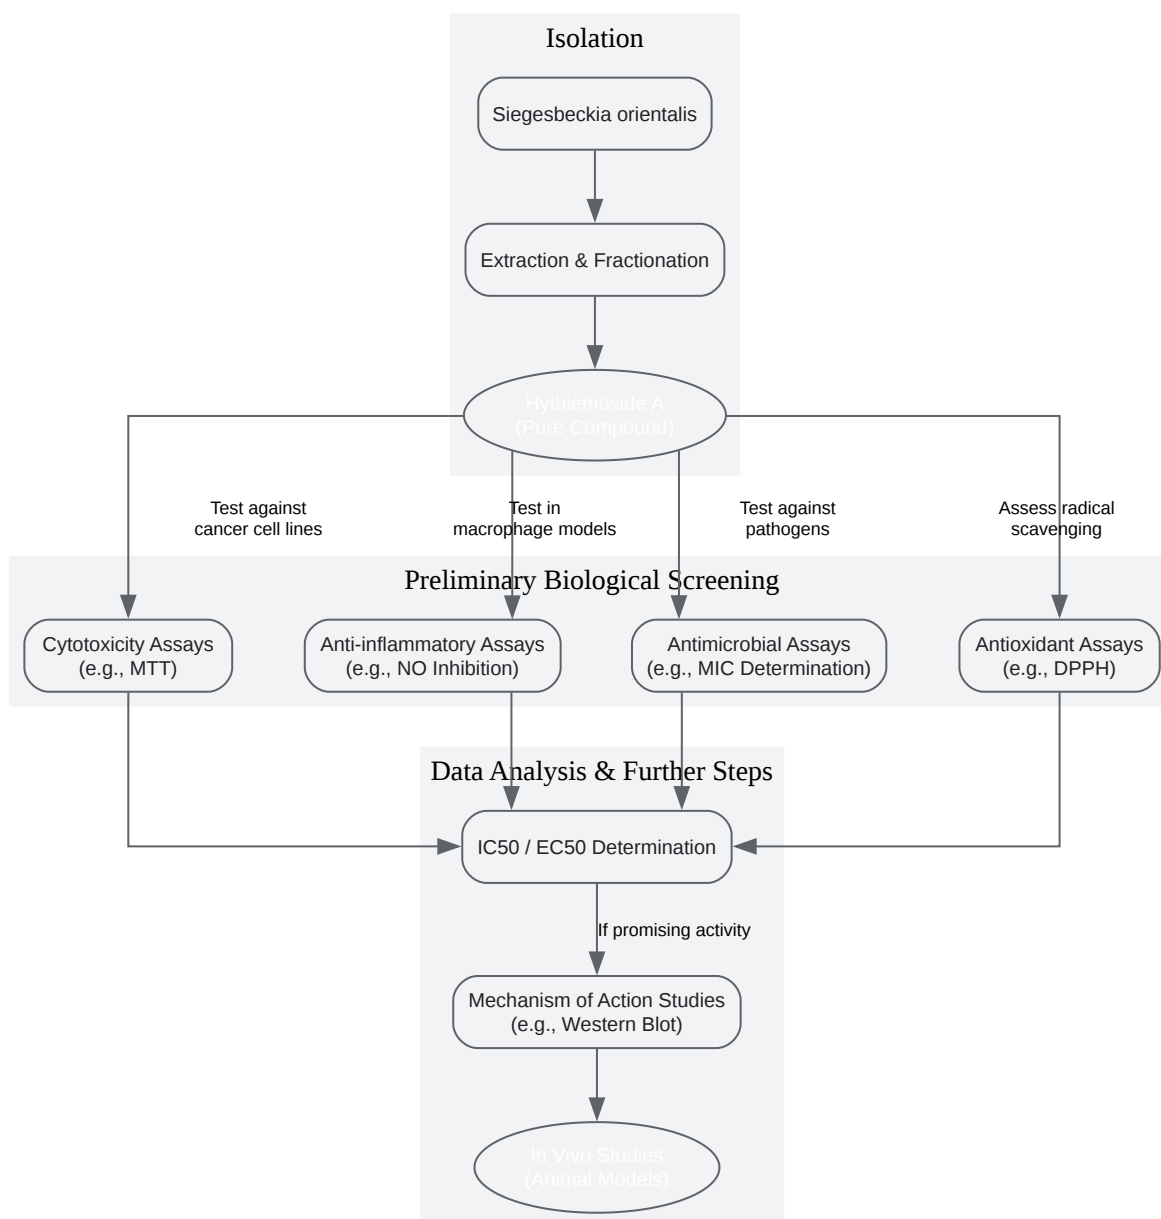 Isolation
Siegesbeckia orientalis
Extraction & Fractionation
Hythiemoside A
(Pure Compound)
Test against
cancer cell lines
Test in
macrophage models
Test against
pathogens
Assess radical
scavenging
Preliminary Biological Screening
Cytotoxicity Assays
(e.g., MTT)
Anti-inflammatory Assays
(e.g., NO Inhibition)
Antimicrobial Assays
(e.g., MIC Determination)
Antioxidant Assays
(e.g., DPPH)
Data Analysis & Further Steps
IC50 / EC50 Determination
If promising activity
Mechanism of Action Studies
(e.g., Western Blot)
In Vivo Studies
(Animal Models)